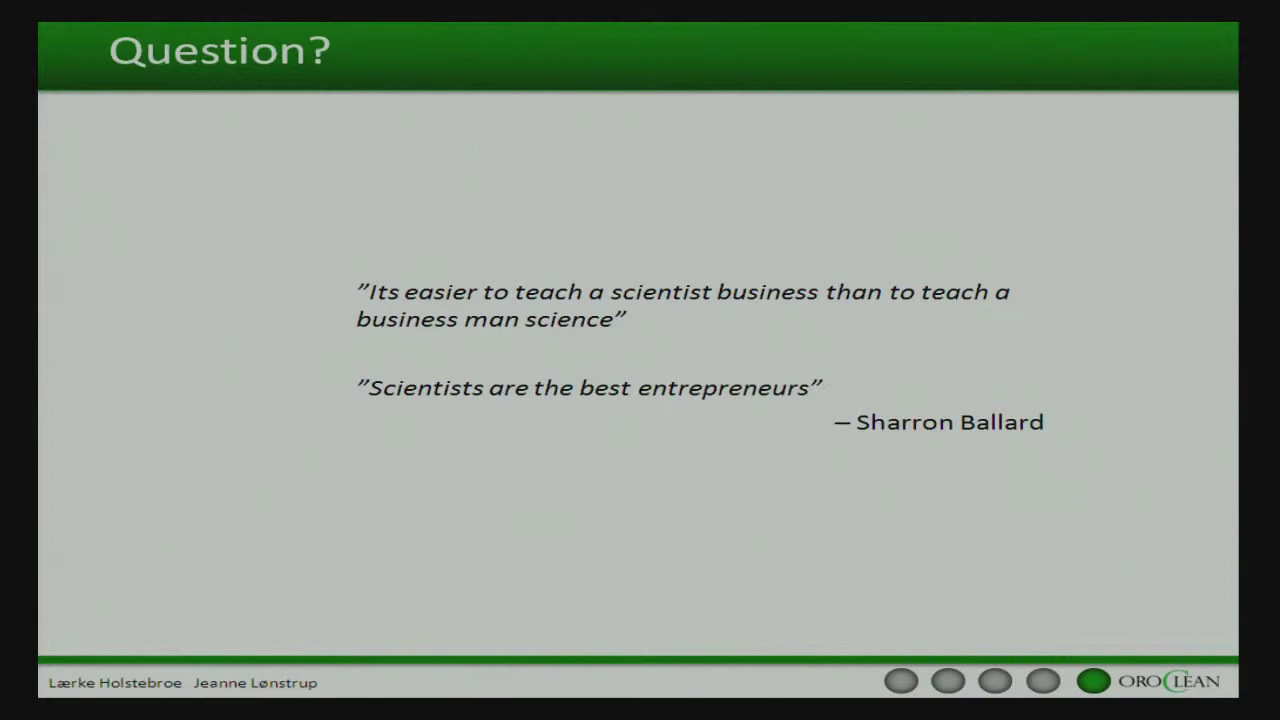 Question?
”Its easier to teach a scientist business than to teach a
business man science”
”Scientists are the best entrepreneurs”
– Sharron Ballard
Lærke Holstebroe Jeanne Lønstrup
OROCLEAN